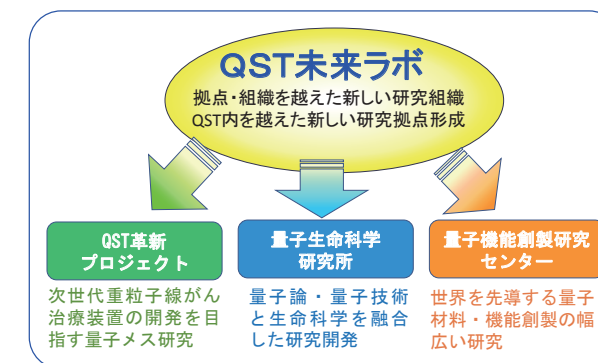 QST未来ラボ
拠点・組織を越えた新しい研究組織
QST内を越えた新しい研究拠点形成
QST革新
プロジェクト
次世代重粒子線がん
治療装置の開発を目
指す量子メス研究
量子生命科学
研究所
量子論・量子技術
と生命科学を融合
した研究開発
量子機能創製研究
センター
世界を先導する量子
材料・機能創製の幅
広い研究